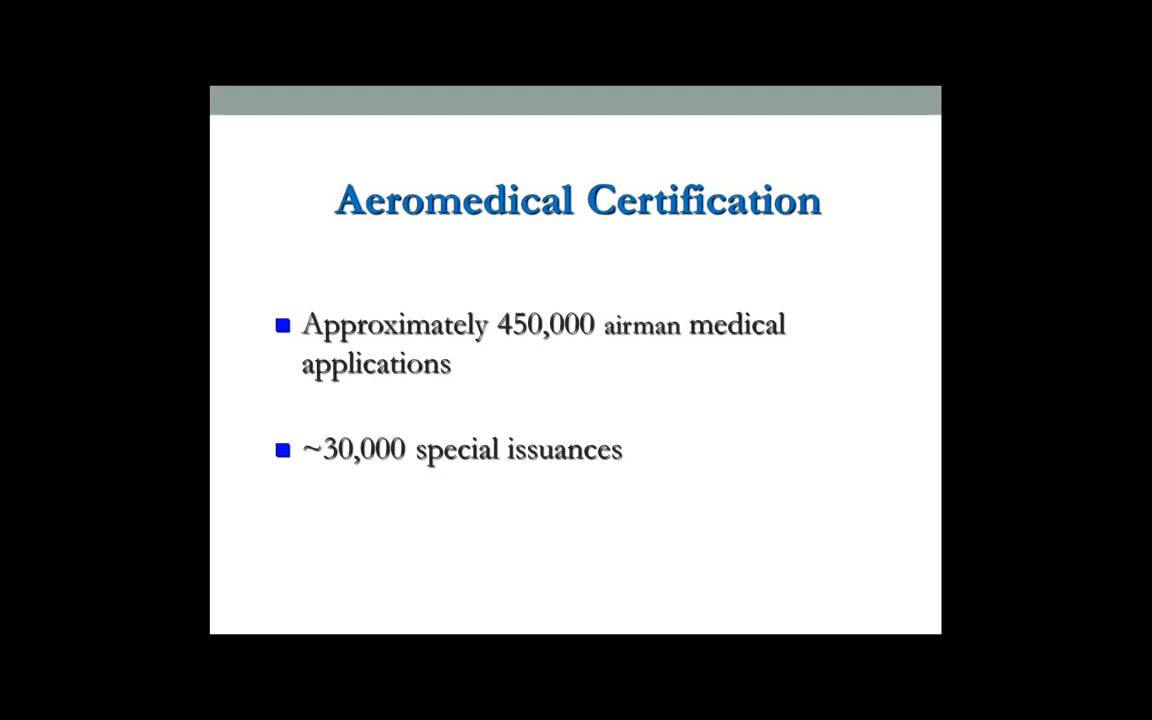 Aeromedical Certification
Approximately 450,000 airman medical
applications
~30,000 special issuances